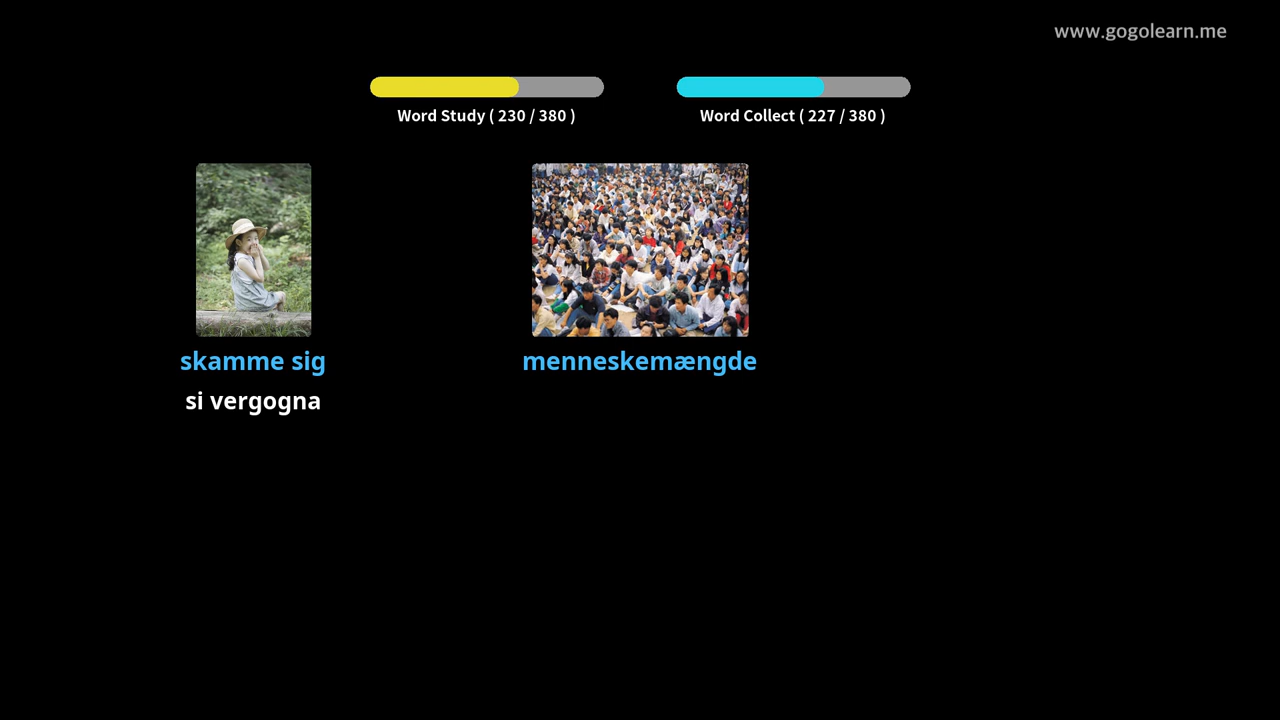 www.gogolearn.me
Word Study ( 230 / 380 )
Word Collect ( 227 / 380 )
skamme sig
menneskemængde
si vergogna